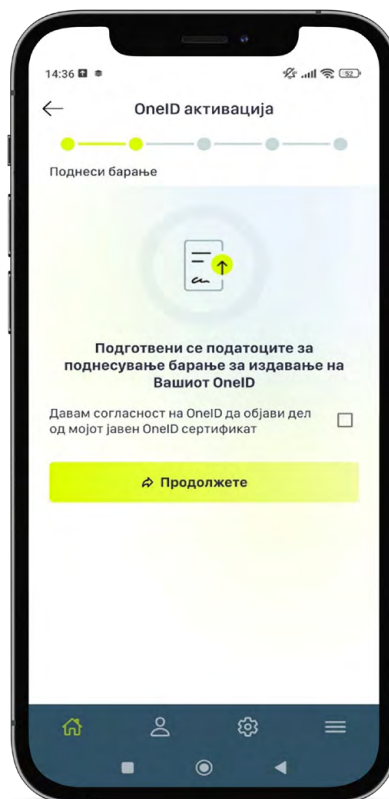 14:36
52
OneID активација
Поднеси барање
Подготвени се податоците за
поднесување барање за издавање на
Вашиот OneID
Давам согласност на OneID да објави дел
од мојот јавен OneID сертификат
Продолжете